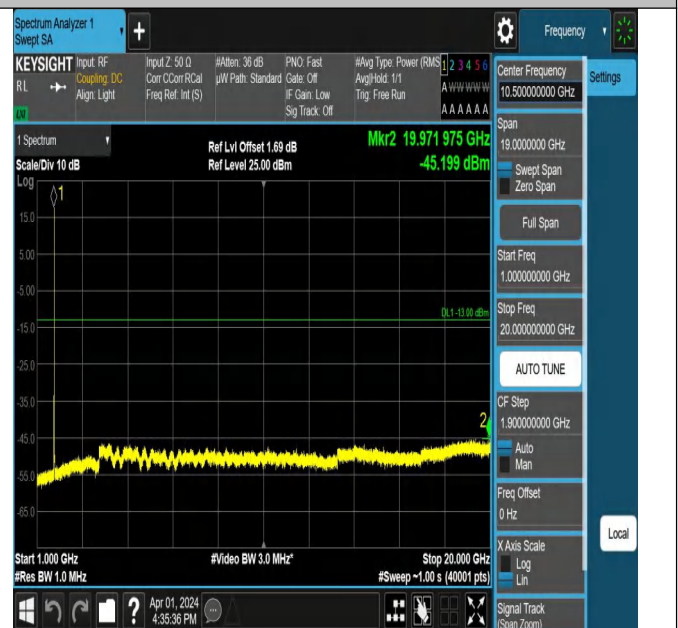 Spectrum Analyzer 1
Swept SA
+
Frequency
KEYSIGHT
RL
Input: RF
Coupling: DC
Align: Light
Input Z: 50 Ω
Corr CCorr RCal
Freq Ref: Int (S)
#Atten: 36 dB
µW Path: Standard
PNO: Fast
Gate: Off
IF Gain: Low
Sig Track: Off
#Avg Type: Power (RMS
Avg|Hold: 1/1
Trig: Free Run
1 2 3 4 5 6
A W W W W W
A A A A A A
Settings
Center Frequency
10.500000000 GHz
Span
19.0000000 GHz
Swept Span
Zero Span
Full Span
Start Freq
1.000000000 GHz
Stop Freq
20.000000000 GHz
AUTO TUNE
CF Step
1.900000000 GHz
Auto
Man
Freq Offset
0 Hz
X Axis Scale
Log
Lin
Signal Track
(Span Zoom)
Local
1 Spectrum
Scale/Div 10 dB
Log
Ref Lvl Offset 1.69 dB
Ref Level 25.00 dBm
Mkr2 19.971 975 GHz
-45.199 dBm
1
15.0
5.00
-5.00
DL1 -13.00 dBm
-15.0
-25.0
-35.0
2
-45.0
-55.0
-65.0
Start 1.000 GHz
#Res BW 1.0 MHz
#Video BW 3.0 MHz*
Stop 20.000 GHz
#Sweep ~1.00 s (40001 pts)
?
Apr 01, 2024
4:35:36 PM